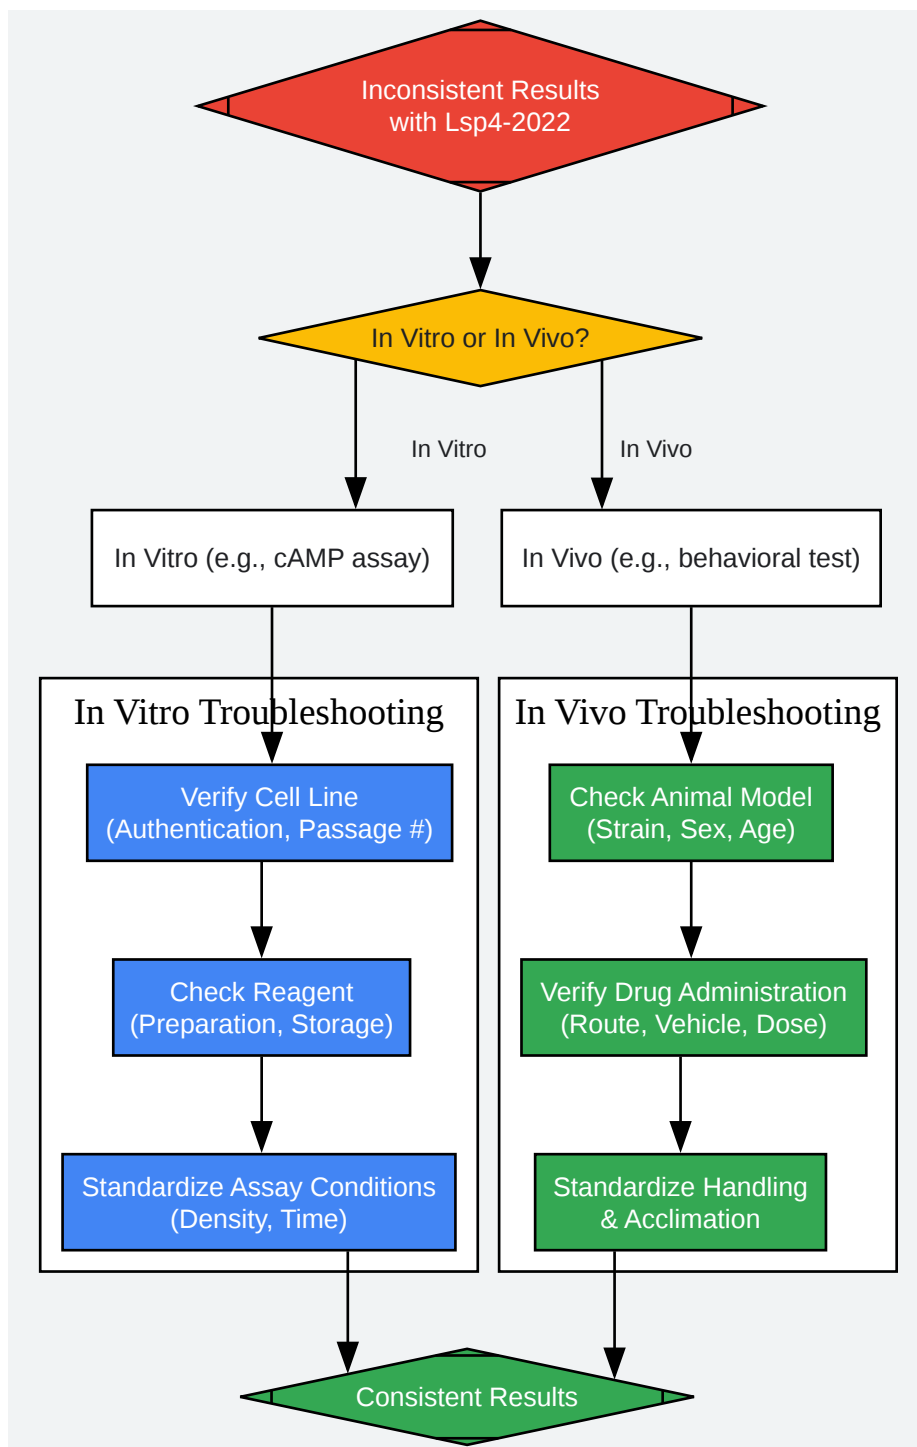 Inconsistent Results
with Lsp4-2022
In Vitro or In Vivo?
In Vitro
In Vivo
In Vitro (e.g., cAMP assay)
In Vivo (e.g., behavioral test)
In Vitro Troubleshooting
Verify Cell Line
(Authentication, Passage #)
Check Reagent
(Preparation, Storage)
Standardize Assay Conditions
(Density, Time)
In Vivo Troubleshooting
Check Animal Model
(Strain, Sex, Age)
Verify Drug Administration
(Route, Vehicle, Dose)
Standardize Handling
& Acclimation
Consistent Results